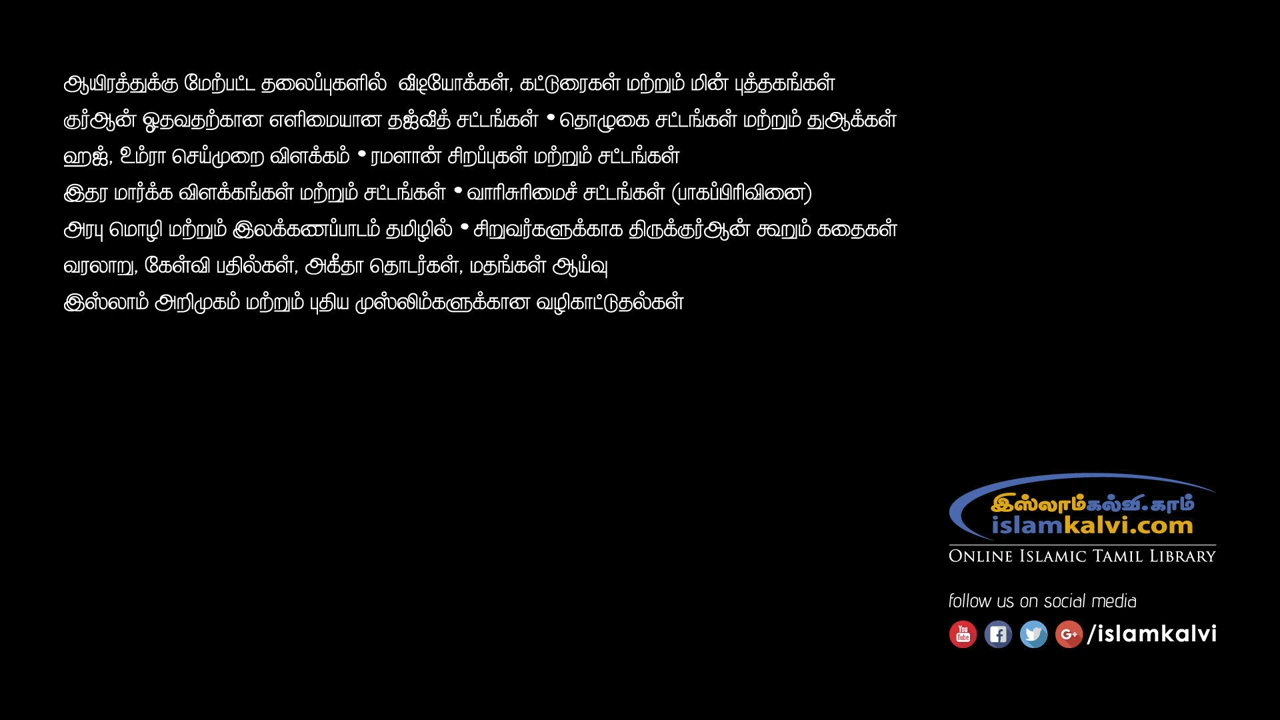 ஆயிரத்துக்கு மேற்பட்ட தலைப்புகளில் வீடியோக்கள், கட்டுரைகள் மற்றும் மின் புத்தகங்கள்
குர்ஆன் ஓதவதற்கான எளிமையான தஜ்வீத் சட்டங்கள் • தொழுகை சட்டங்கள் மற்றும் துஆக்கள்
ஹஜ், உம்ரா செய்முறை விளக்கம் • ரமளான் சிறப்புகள் மற்றும் சட்டங்கள்
இதர மார்க்க விளக்கங்கள் மற்றும் சட்டங்கள் • வாரிசுரிமைச் சட்டங்கள் (பாகப்பிரிவினை)
அரபு மொழி மற்றும் இலக்கணப்பாடம் தமிழில் • சிறுவர்களுக்காக திருக்குர்ஆன் கூறும் கதைகள்
வரலாறு, கேள்வி பதில்கள், அகீதா தொடர்கள், மதங்கள் ஆய்வு
இஸ்லாம் அறிமுகம் மற்றும் புதிய முஸ்லிம்களுக்கான வழிகாட்டுதல்கள்
இஸ்லாம்கல்வி.காம்
islamkalvi.com
ONLINE ISLAMIC TAMIL LIBRARY
follow us on social media
You Tube f G+ /islamkalvi